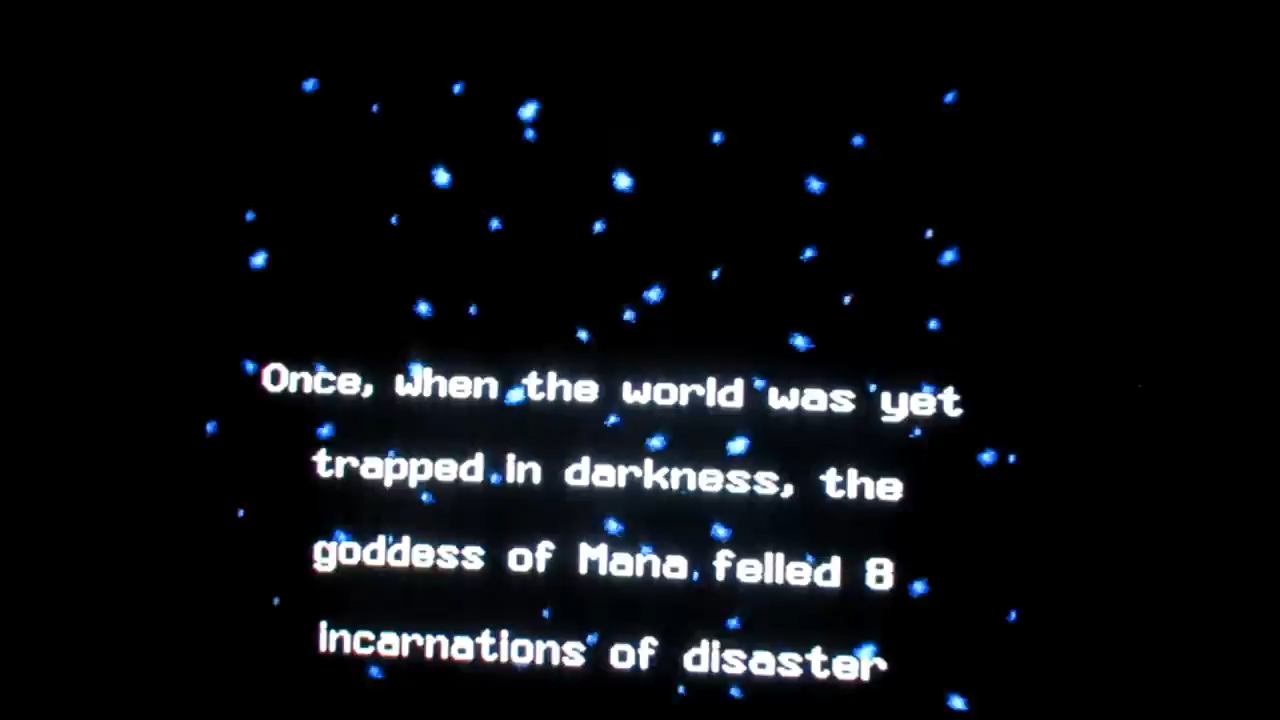 Once, when the world was yet
trapped in darkness, the
goddess of Mana felled 8
incarnations of disaster